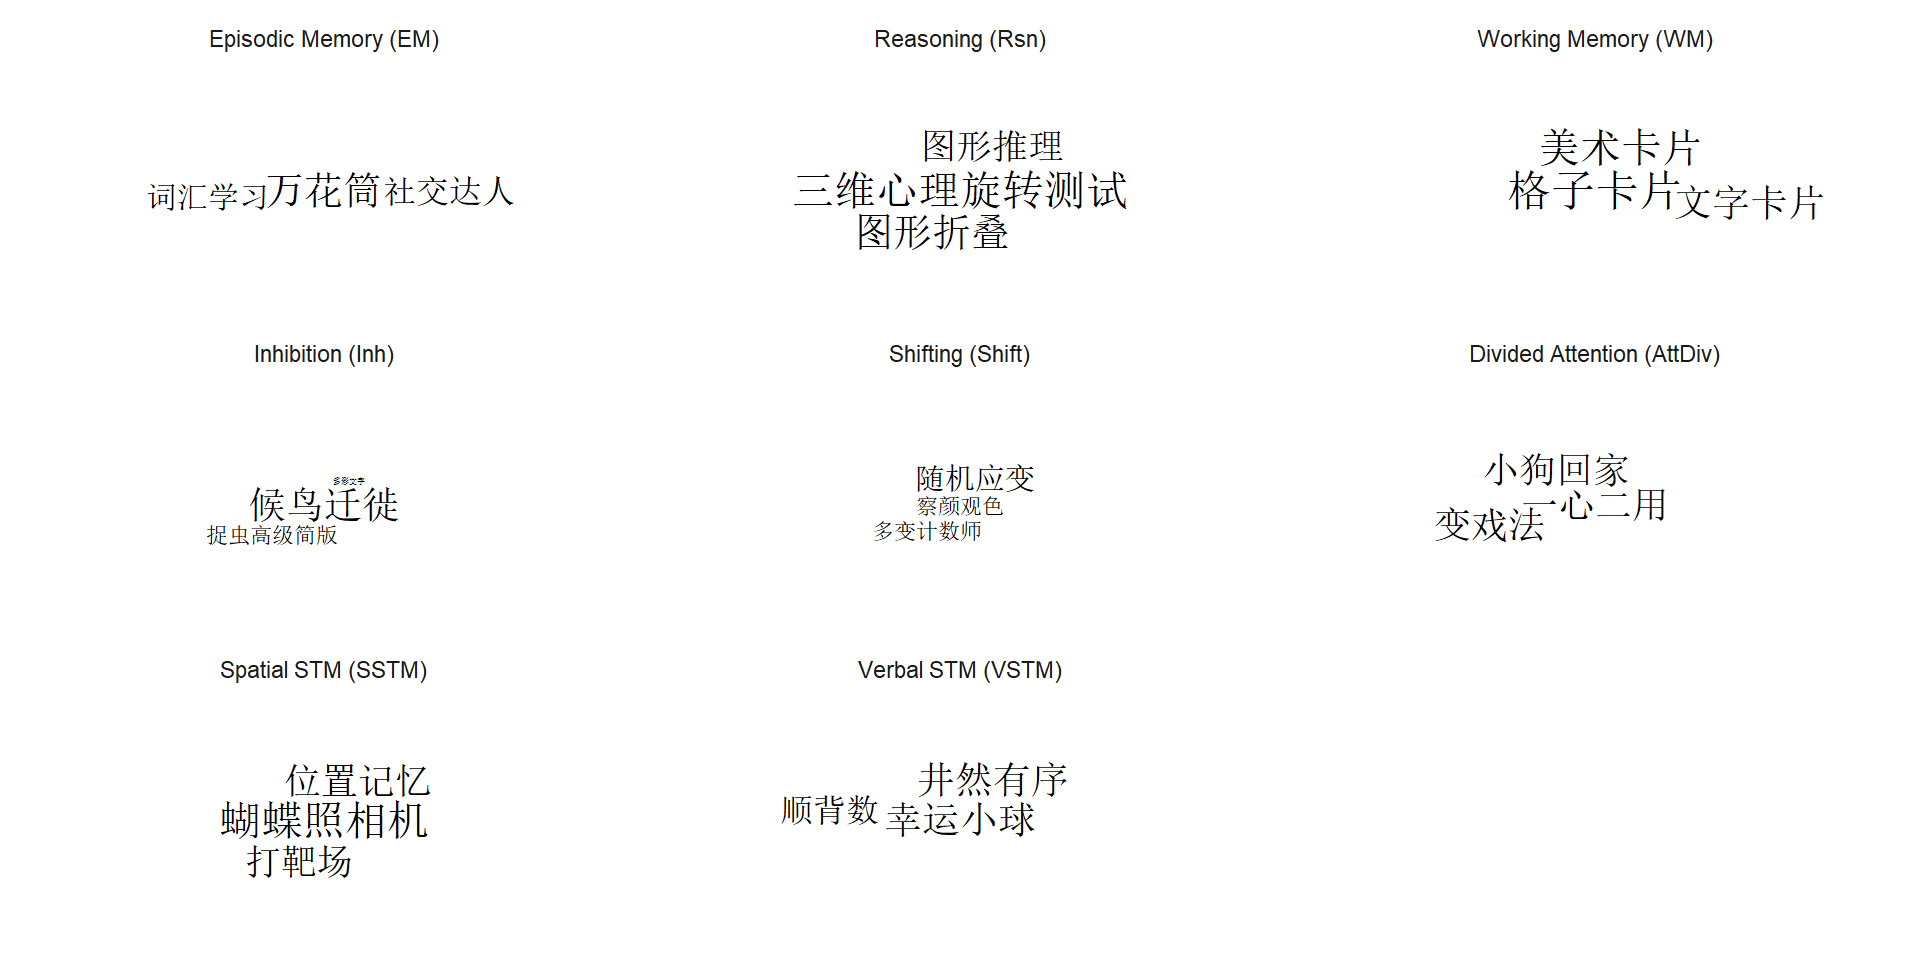 Episodic Memory (EM)
Reasoning (Rsn)
Working Memory (WM)
词汇学习
万花筒
社交达人
图形推理
三维心理旋转测试
图形折叠
美术卡片
格子卡片
文字卡片
Inhibition (Inh)
Shifting (Shift)
Divided Attention (AttDiv)
多彩文字
候鸟迁徙
捉虫高级简版
随机应变
察颜观色
多变计数师
小狗回家
一心二用
变戏法
Spatial STM (SSTM)
Verbal STM (VSTM)
位置记忆
蝴蝶照相机
打靶场
井然有序
顺背数
幸运小球